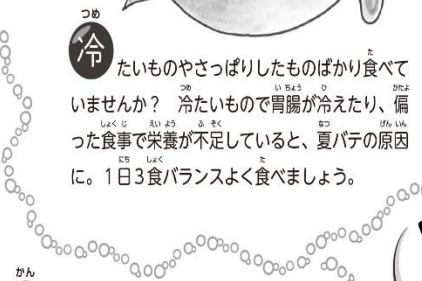 冷たいものやさっぱりしたものばかり食べて
いませんか？　冷たいもので胃腸が冷えたり、偏
った食事で栄養が不足していると、夏バテの原因
に。1日3食バランスよく食べましょう。
かん